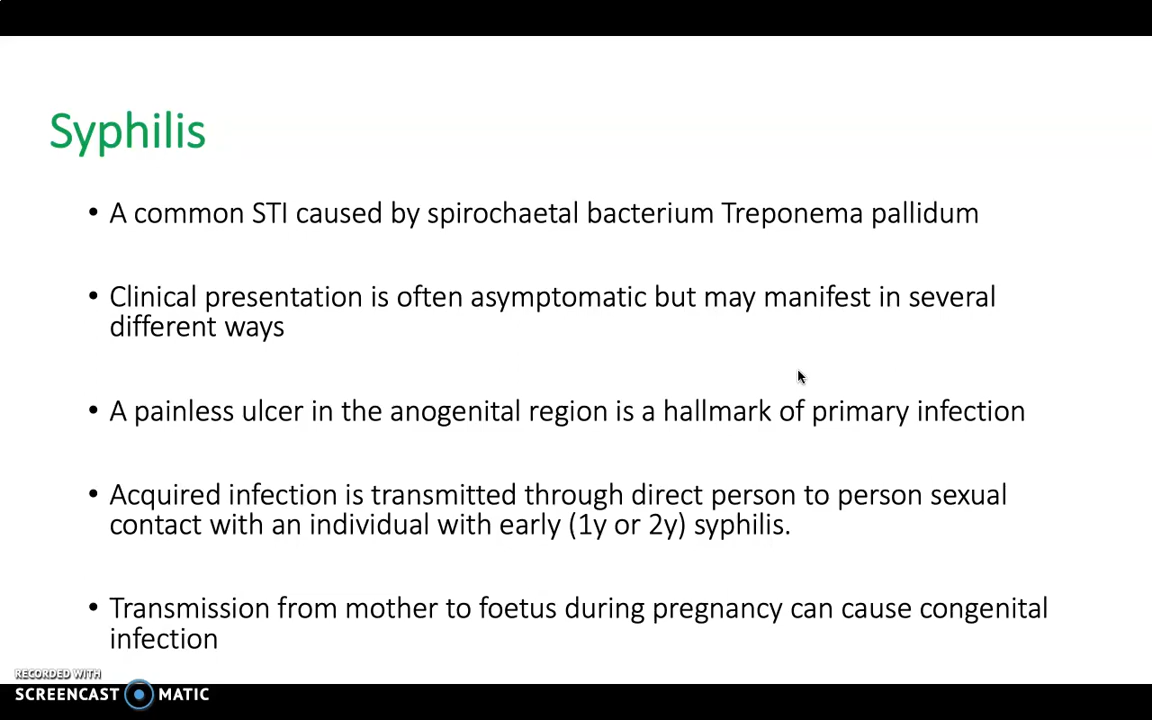 Syphilis
• A common STI caused by spirochaetal bacterium Treponema pallidum
• Clinical presentation is often asymptomatic but may manifest in several
different ways
• A painless ulcer in the anogenital region is a hallmark of primary infection
• Acquired infection is transmitted through direct person to person sexual
contact with an individual with early (1y or 2y) syphilis.
• Transmission from mother to foetus during pregnancy can cause congenital
infection
RECORDED WITH
SCREENCAST MATIC